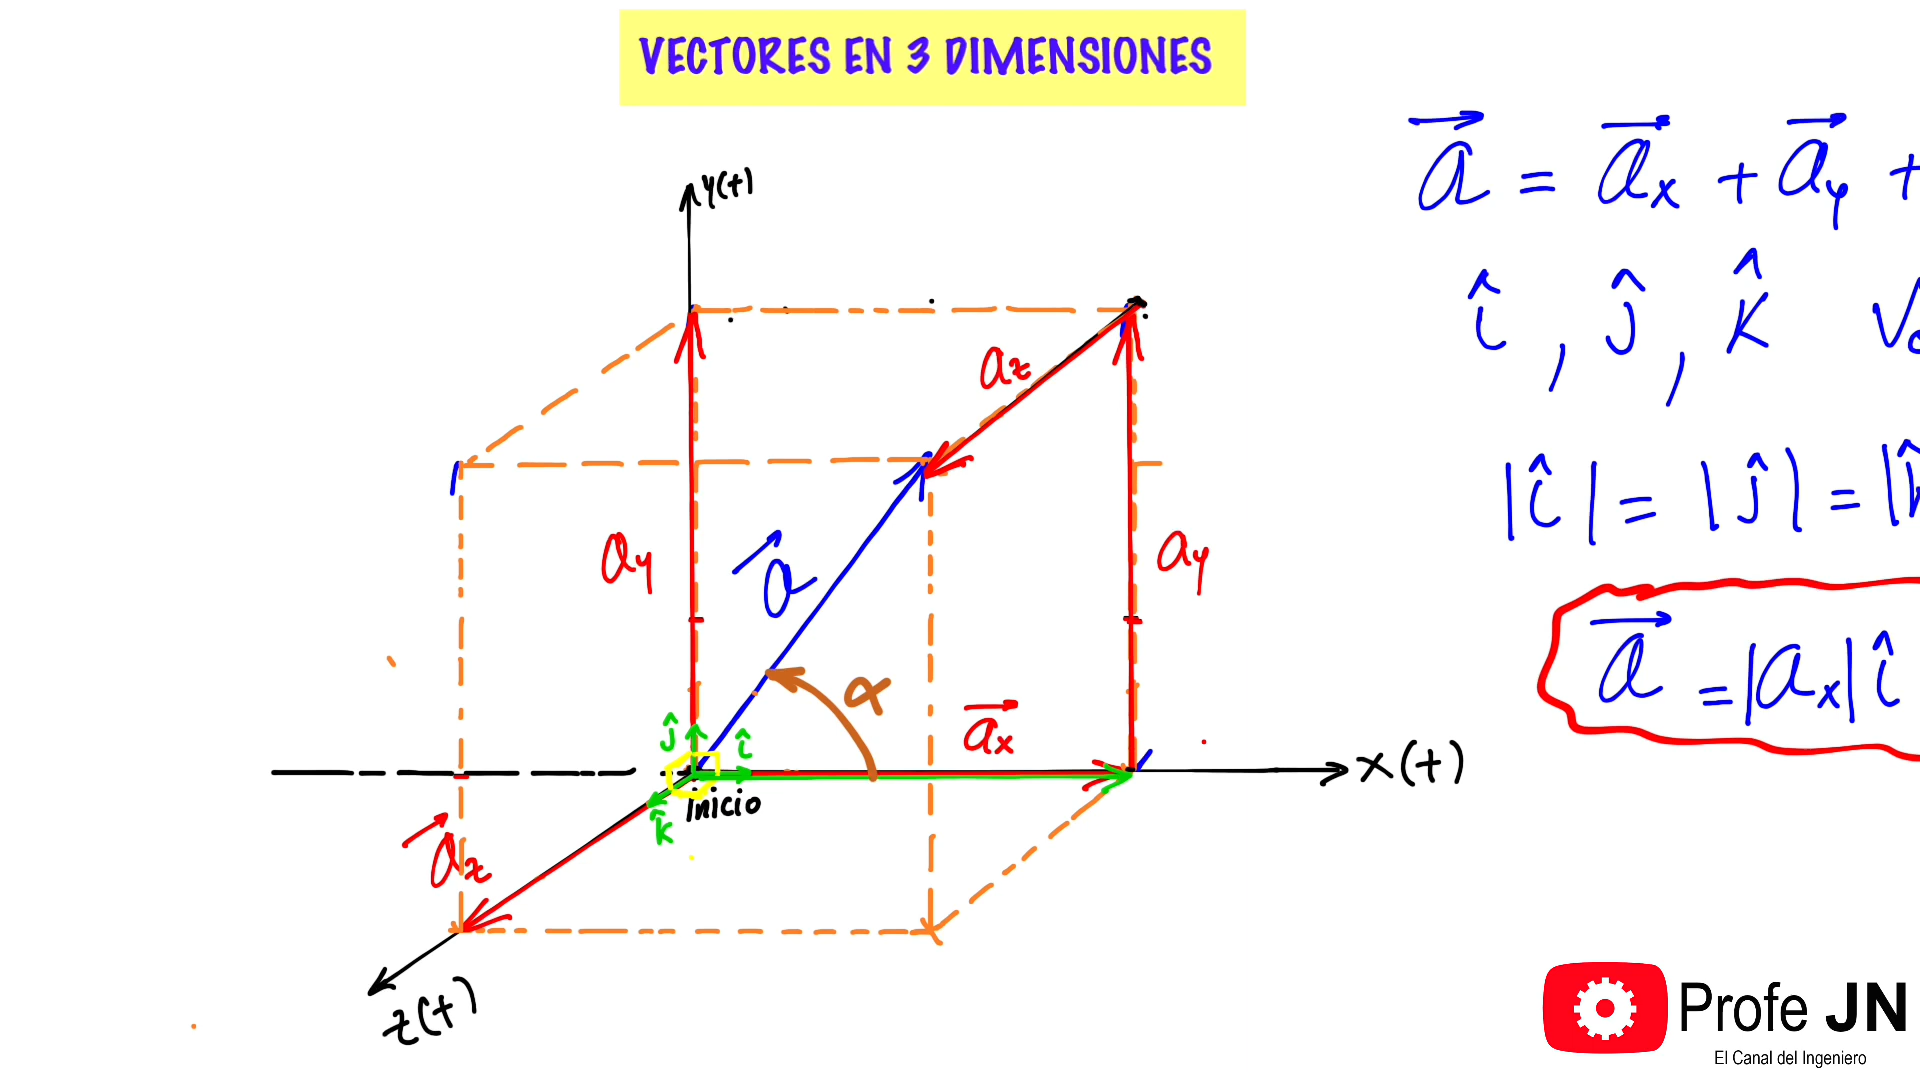 VECTORES EN 3 DIMENSIONES
y(+)
a = ax + ay +
î , ĵ , k̂
az
|î| = |ĵ| = |
ay
a
ay
a = |ax| î
α
ax
ĵ
î
x(+)
inicio
k̂
az
z(+)
Profe JN
El Canal del Ingeniero